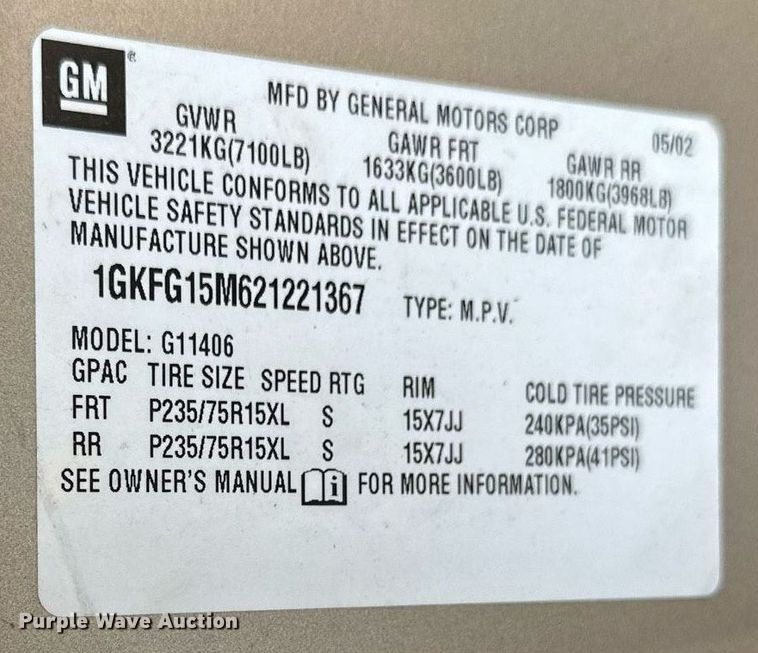 GM ®
MFD BY GENERAL MOTORS CORP 05/02
GVWR GAWR FRT GAWR RR
3221KG(7100LB) 1633KG(3600LB) 1800KG(3968LB)
THIS VEHICLE CONFORMS TO ALL APPLICABLE U.S. FEDERAL MOTOR
VEHICLE SAFETY STANDARDS IN EFFECT ON THE DATE OF
MANUFACTURE SHOWN ABOVE.
1GKFG15M621221367 TYPE: M.P.V.
MODEL: G11406
GPAC TIRE SIZE SPEED RTG RIM COLD TIRE PRESSURE
FRT P235/75R15XL S 15X7JJ 240KPA(35PSI)
RR P235/75R15XL S 15X7JJ 280KPA(41PSI)
SEE OWNER'S MANUAL i FOR MORE INFORMATION.
Purple Wave Auction